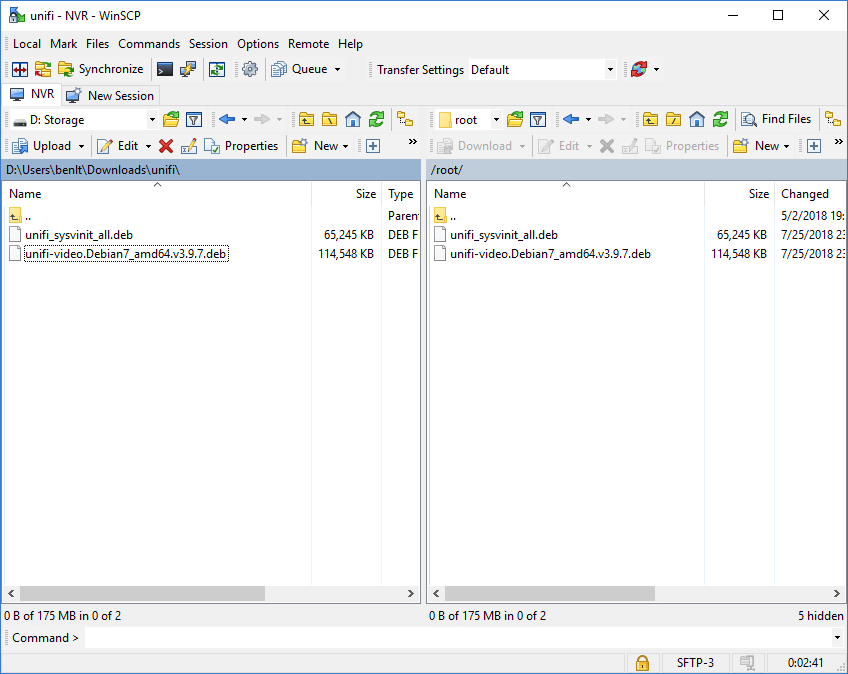 unifi - NVR - WinSCP
Local Mark Files Commands Session Options Remote Help
Synchronize Queue Transfer Settings Default
NVR New Session
D: Storage root Find Files
Upload Edit Properties New » Download Edit Properties New »
D:\Users\benlt\Downloads\unifi\ /root/
Name Size Type Name Size Changed
.. Paren .. 5/2/2018 19:
unifi_sysvinit_all.deb 65,245 KB DEB F unifi_sysvinit_all.deb 65,245 KB 7/25/2018 23
unifi-video.Debian7_amd64.v3.9.7.deb 114,548 KB DEB F unifi-video.Debian7_amd64.v3.9.7.deb 114,548 KB 7/25/2018 23
0 B of 175 MB in 0 of 2 0 B of 175 MB in 0 of 2 5 hidden
Command >
SFTP-3 0:02:41